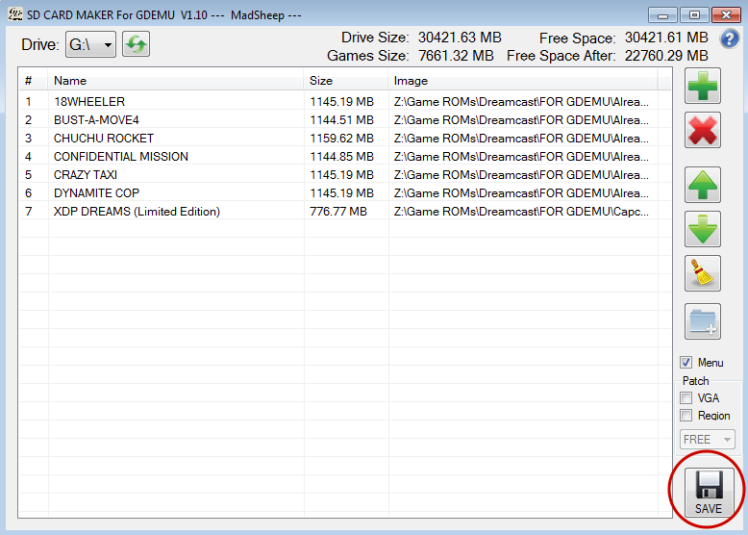 SD CARD MAKER For GDEMU V1.10 --- MadSheep ---
Drive: G:\ Drive Size: 30421.63 MB Free Space: 30421.61 MB
Games Size: 7661.32 MB Free Space After: 22760.29 MB
# Name Size Image
1 18WHEELER 1145.19 MB Z:\Game ROMs\Dreamcast\FOR GDEMU\Alrea...
2 BUST-A-MOVE4 1144.51 MB Z:\Game ROMs\Dreamcast\FOR GDEMU\Alrea...
3 CHUCHU ROCKET 1159.62 MB Z:\Game ROMs\Dreamcast\FOR GDEMU\Alrea...
4 CONFIDENTIAL MISSION 1144.85 MB Z:\Game ROMs\Dreamcast\FOR GDEMU\Alrea...
5 CRAZY TAXI 1145.19 MB Z:\Game ROMs\Dreamcast\FOR GDEMU\Alrea...
6 DYNAMITE COP 1145.19 MB Z:\Game ROMs\Dreamcast\FOR GDEMU\Alrea...
7 XDP DREAMS (Limited Edition) 776.77 MB Z:\Game ROMs\Dreamcast\FOR GDEMU\Capc...
Menu
Patch
VGA
Region
FREE
SAVE